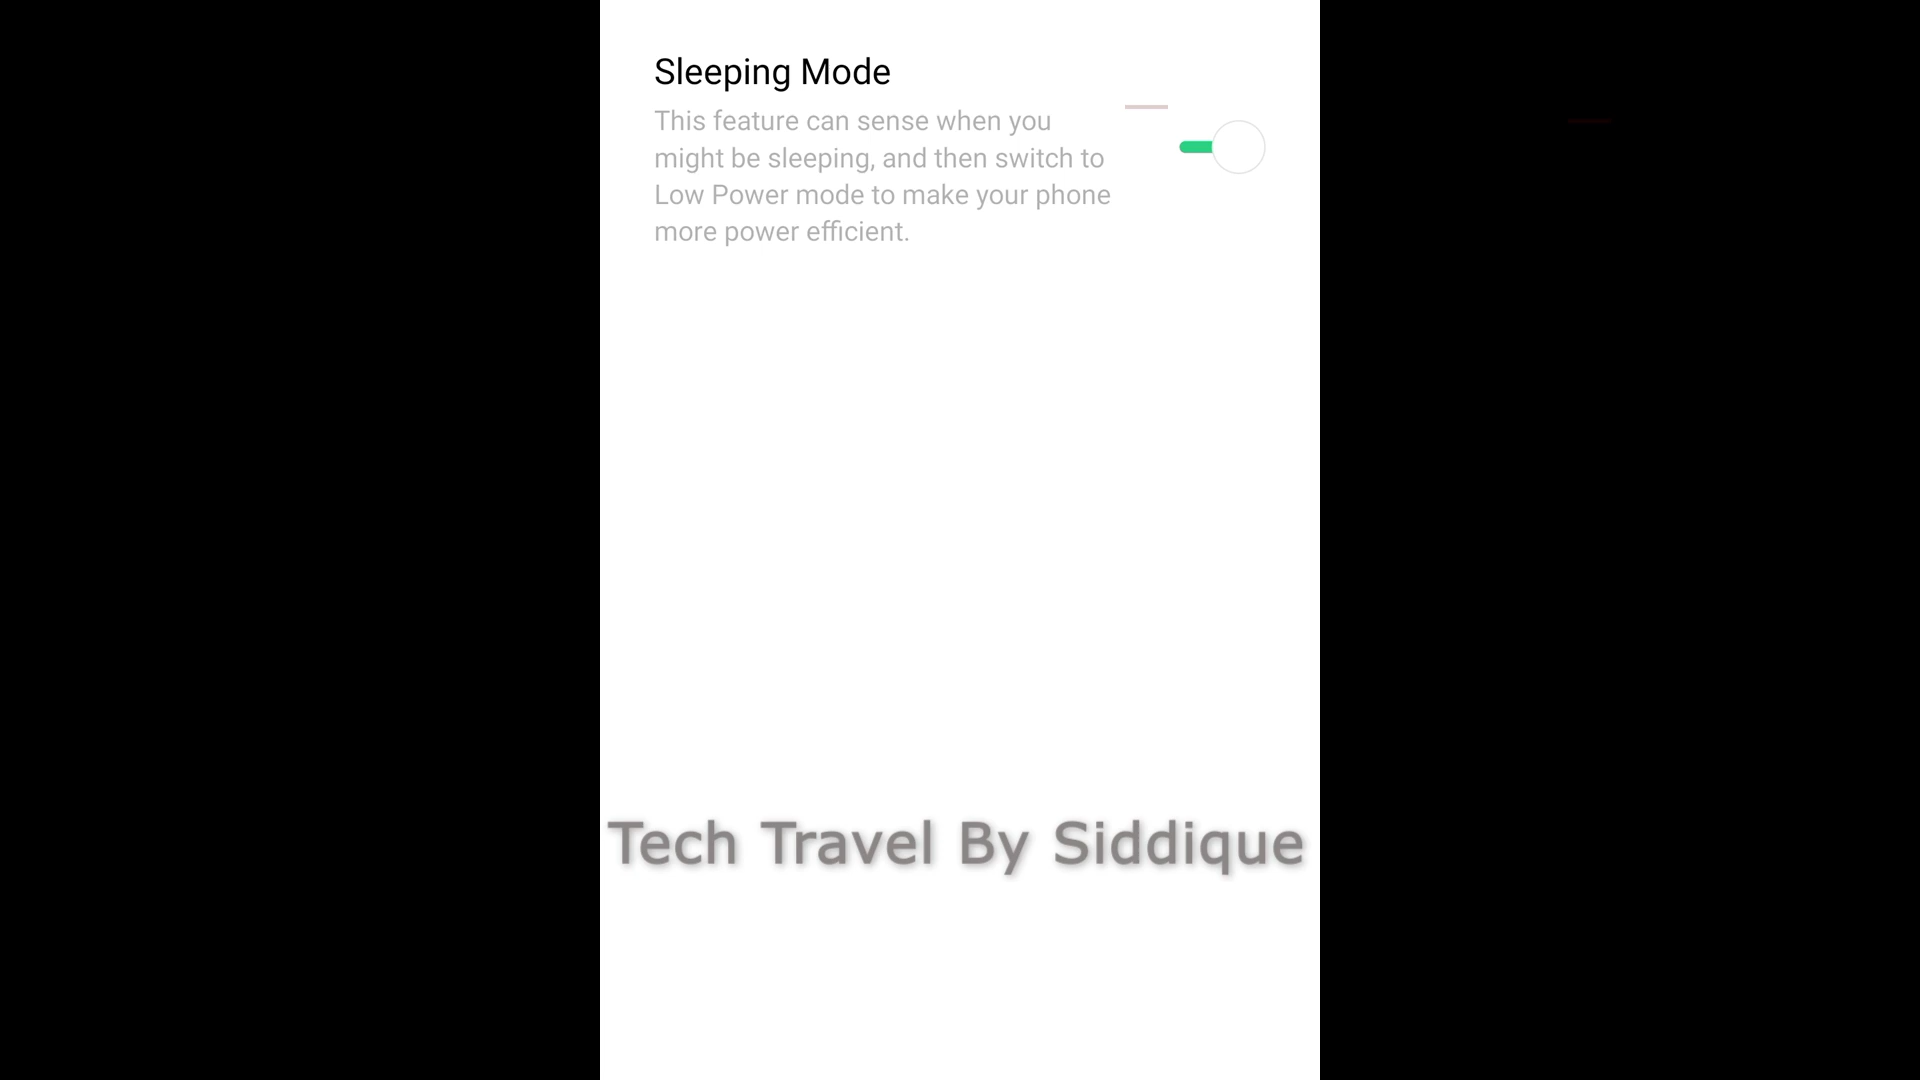 Sleeping Mode
This feature can sense when you
might be sleeping, and then switch to
Low Power mode to make your phone
more power efficient.
Tech Travel By Siddique